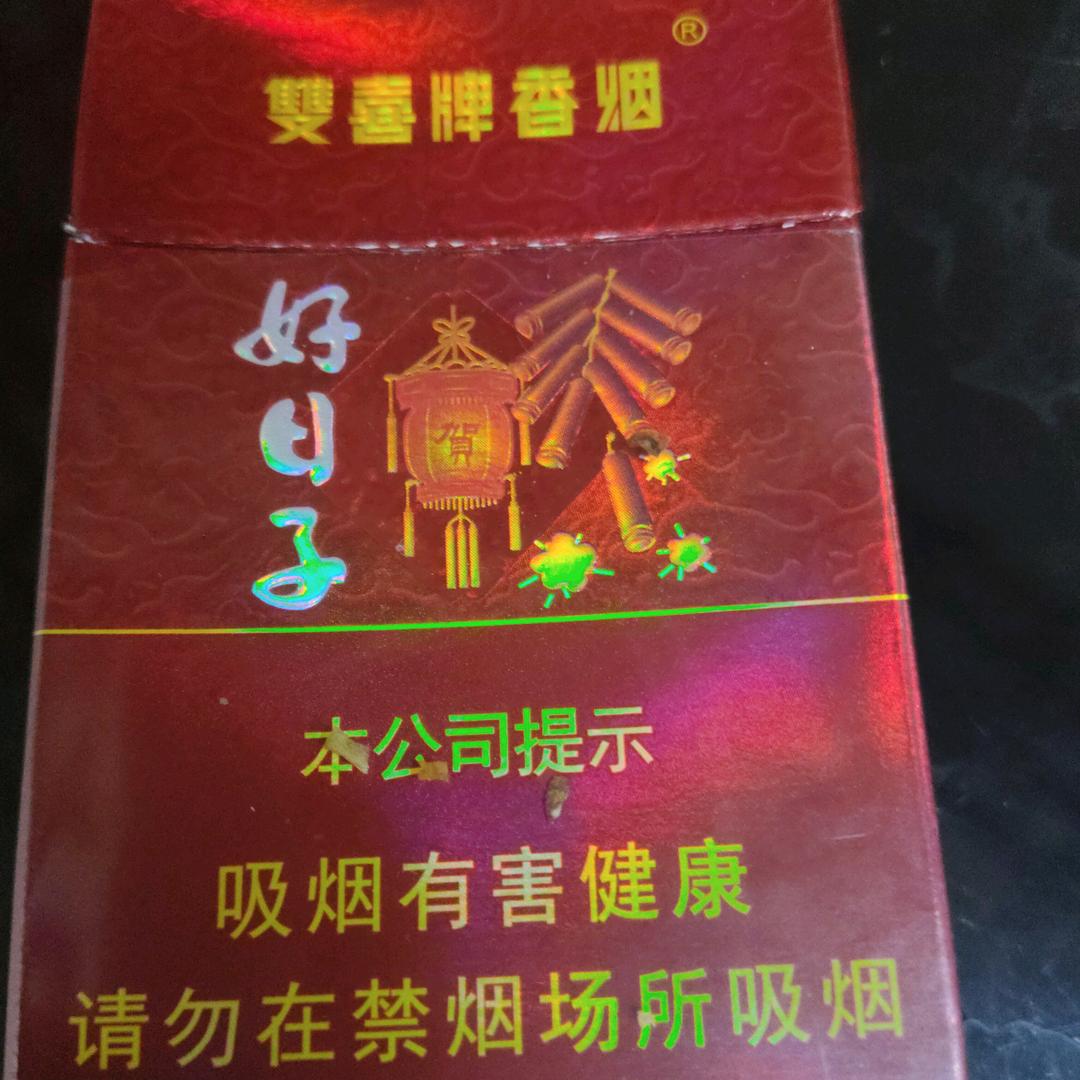 雙喜牌香烟®
好日子
賀
本公司提示
吸烟有害健康
请勿在禁烟场所吸烟